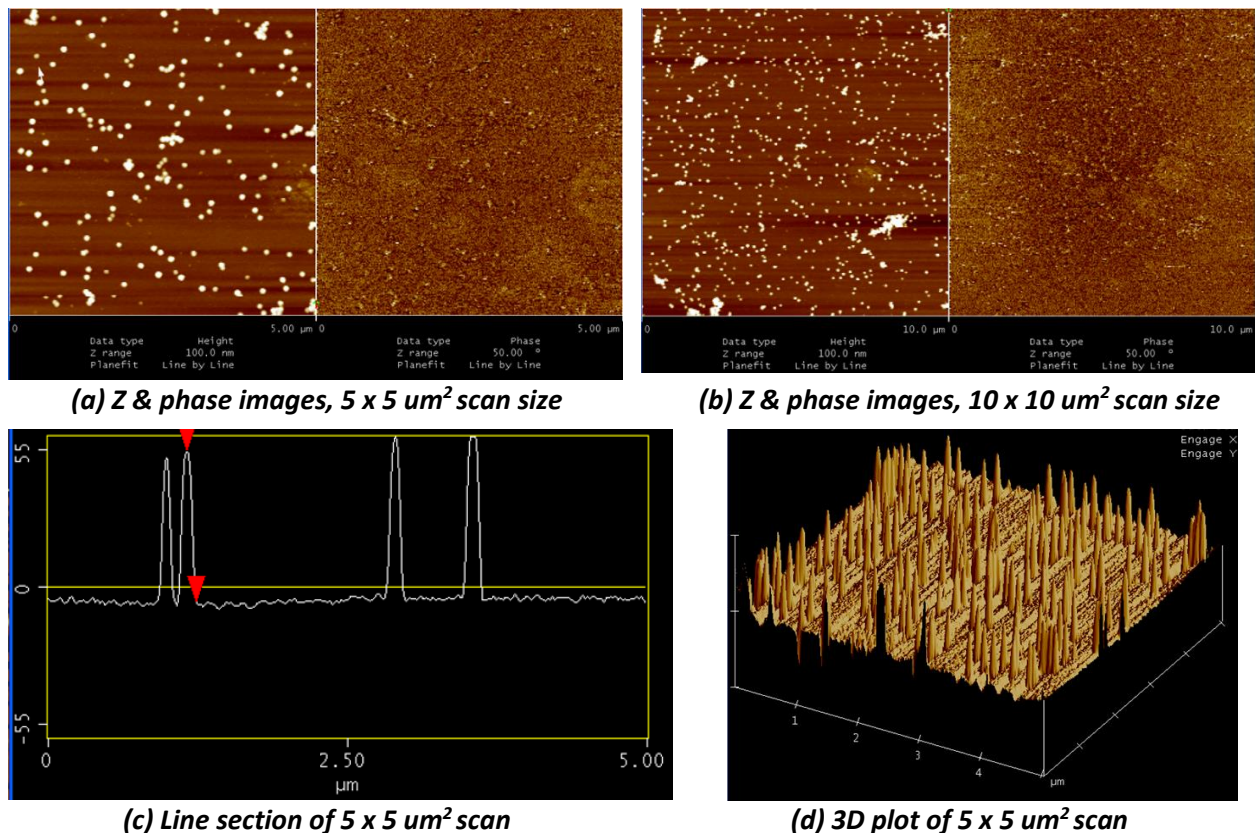 0 5.00 µm 0 5.00 µm
Data type Height Data type Phase
Z range 100.0 nm Z range 50.00 °
Planefit Line by Line Planefit Line by Line
(a) Z & phase images, 5 x 5 um² scan size
0 10.0 µm 0 10.0 µm
Data type Height Data type Phase
Z range 100.0 nm Z range 50.00 °
Planefit Line by Line Planefit Line by Line
(b) Z & phase images, 10 x 10 um² scan size
55
0
-55
0 2.50 5.00
µm
(c) Line section of 5 x 5 um² scan
Engage X
Engage Y
1
2
3
4
µm
(d) 3D plot of 5 x 5 um² scan